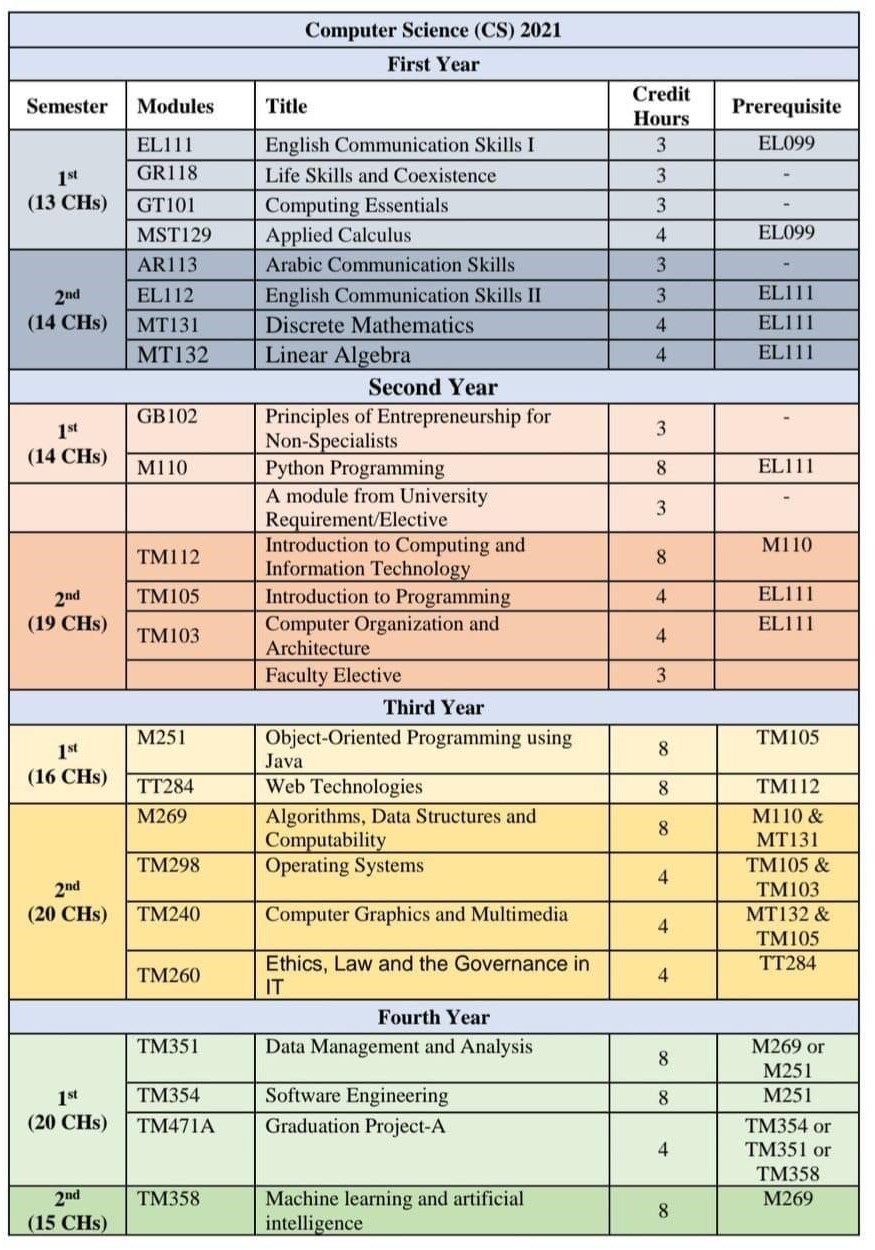 Computer Science (CS) 2021
First Year
Semester Modules Title Credit Hours Prerequisite
1st (13 CHs)
EL111 English Communication Skills I 3 EL099
GR118 Life Skills and Coexistence 3 -
GT101 Computing Essentials 3 -
MST129 Applied Calculus 4 EL099
2nd (14 CHs)
AR113 Arabic Communication Skills 3 -
EL112 English Communication Skills II 3 EL111
MT131 Discrete Mathematics 4 EL111
MT132 Linear Algebra 4 EL111
Second Year
1st (14 CHs)
GB102 Principles of Entrepreneurship for Non-Specialists 3 -
M110 Python Programming 8 EL111
A module from University Requirement/Elective 3 -
2nd (19 CHs)
TM112 Introduction to Computing and Information Technology 8 M110
TM105 Introduction to Programming 4 EL111
TM103 Computer Organization and Architecture 4 EL111
Faculty Elective 3
Third Year
1st (16 CHs)
M251 Object-Oriented Programming using Java 8 TM105
TT284 Web Technologies 8 TM112
2nd (20 CHs)
M269 Algorithms, Data Structures and Computability 8 M110 & MT131
TM298 Operating Systems 4 TM105 & TM103
TM240 Computer Graphics and Multimedia 4 MT132 & TM105
TM260 Ethics, Law and the Governance in IT 4 TT284
Fourth Year
1st (20 CHs)
TM351 Data Management and Analysis 8 M269 or M251
TM354 Software Engineering 8 M251
TM471A Graduation Project-A 4 TM354 or TM351 or TM358
2nd (15 CHs)
TM358 Machine learning and artificial intelligence 8 M269